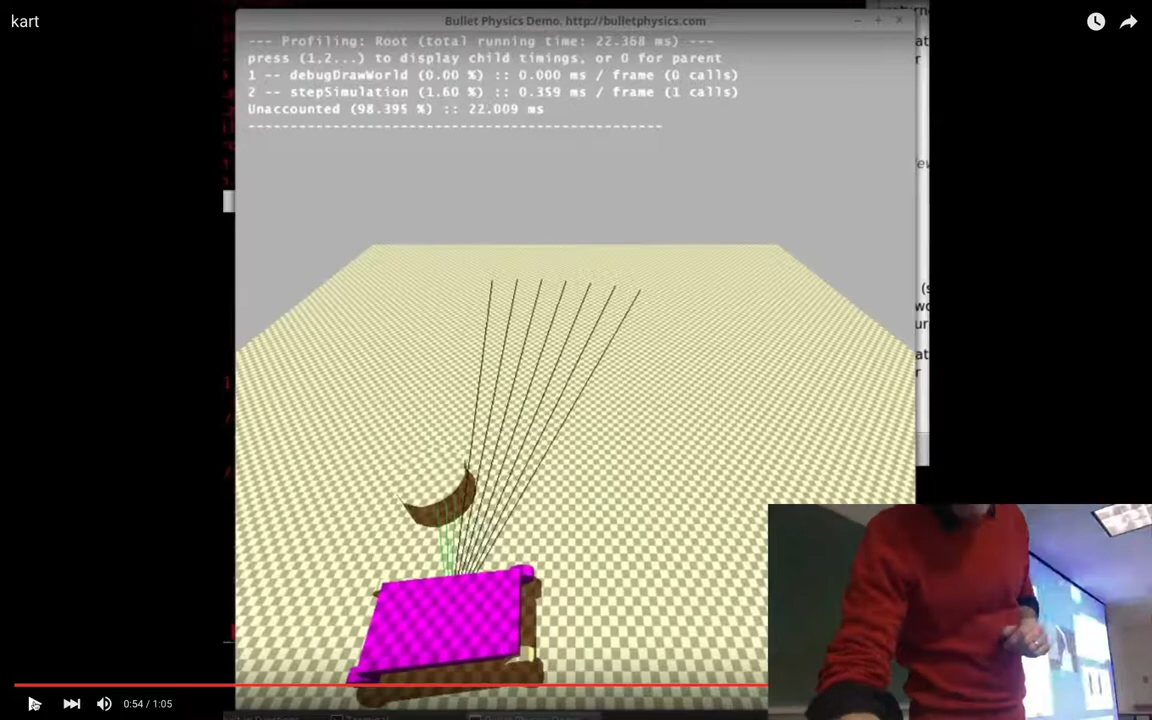 kart
Bullet Physics Demo. http://bulletphysics.com
--- Profiling: Root (total running time: 22.368 ms) ---
press (1,2...) to display child timings, or 0 for parent
1 -- debugDrawWorld (0.00 %) :: 0.000 ms / frame (0 calls)
2 -- stepSimulation (1.60 %) :: 0.359 ms / frame (1 calls)
Unaccounted (98.395 %) :: 22.009 ms
-------------------------------------------------
0:54 / 1:05